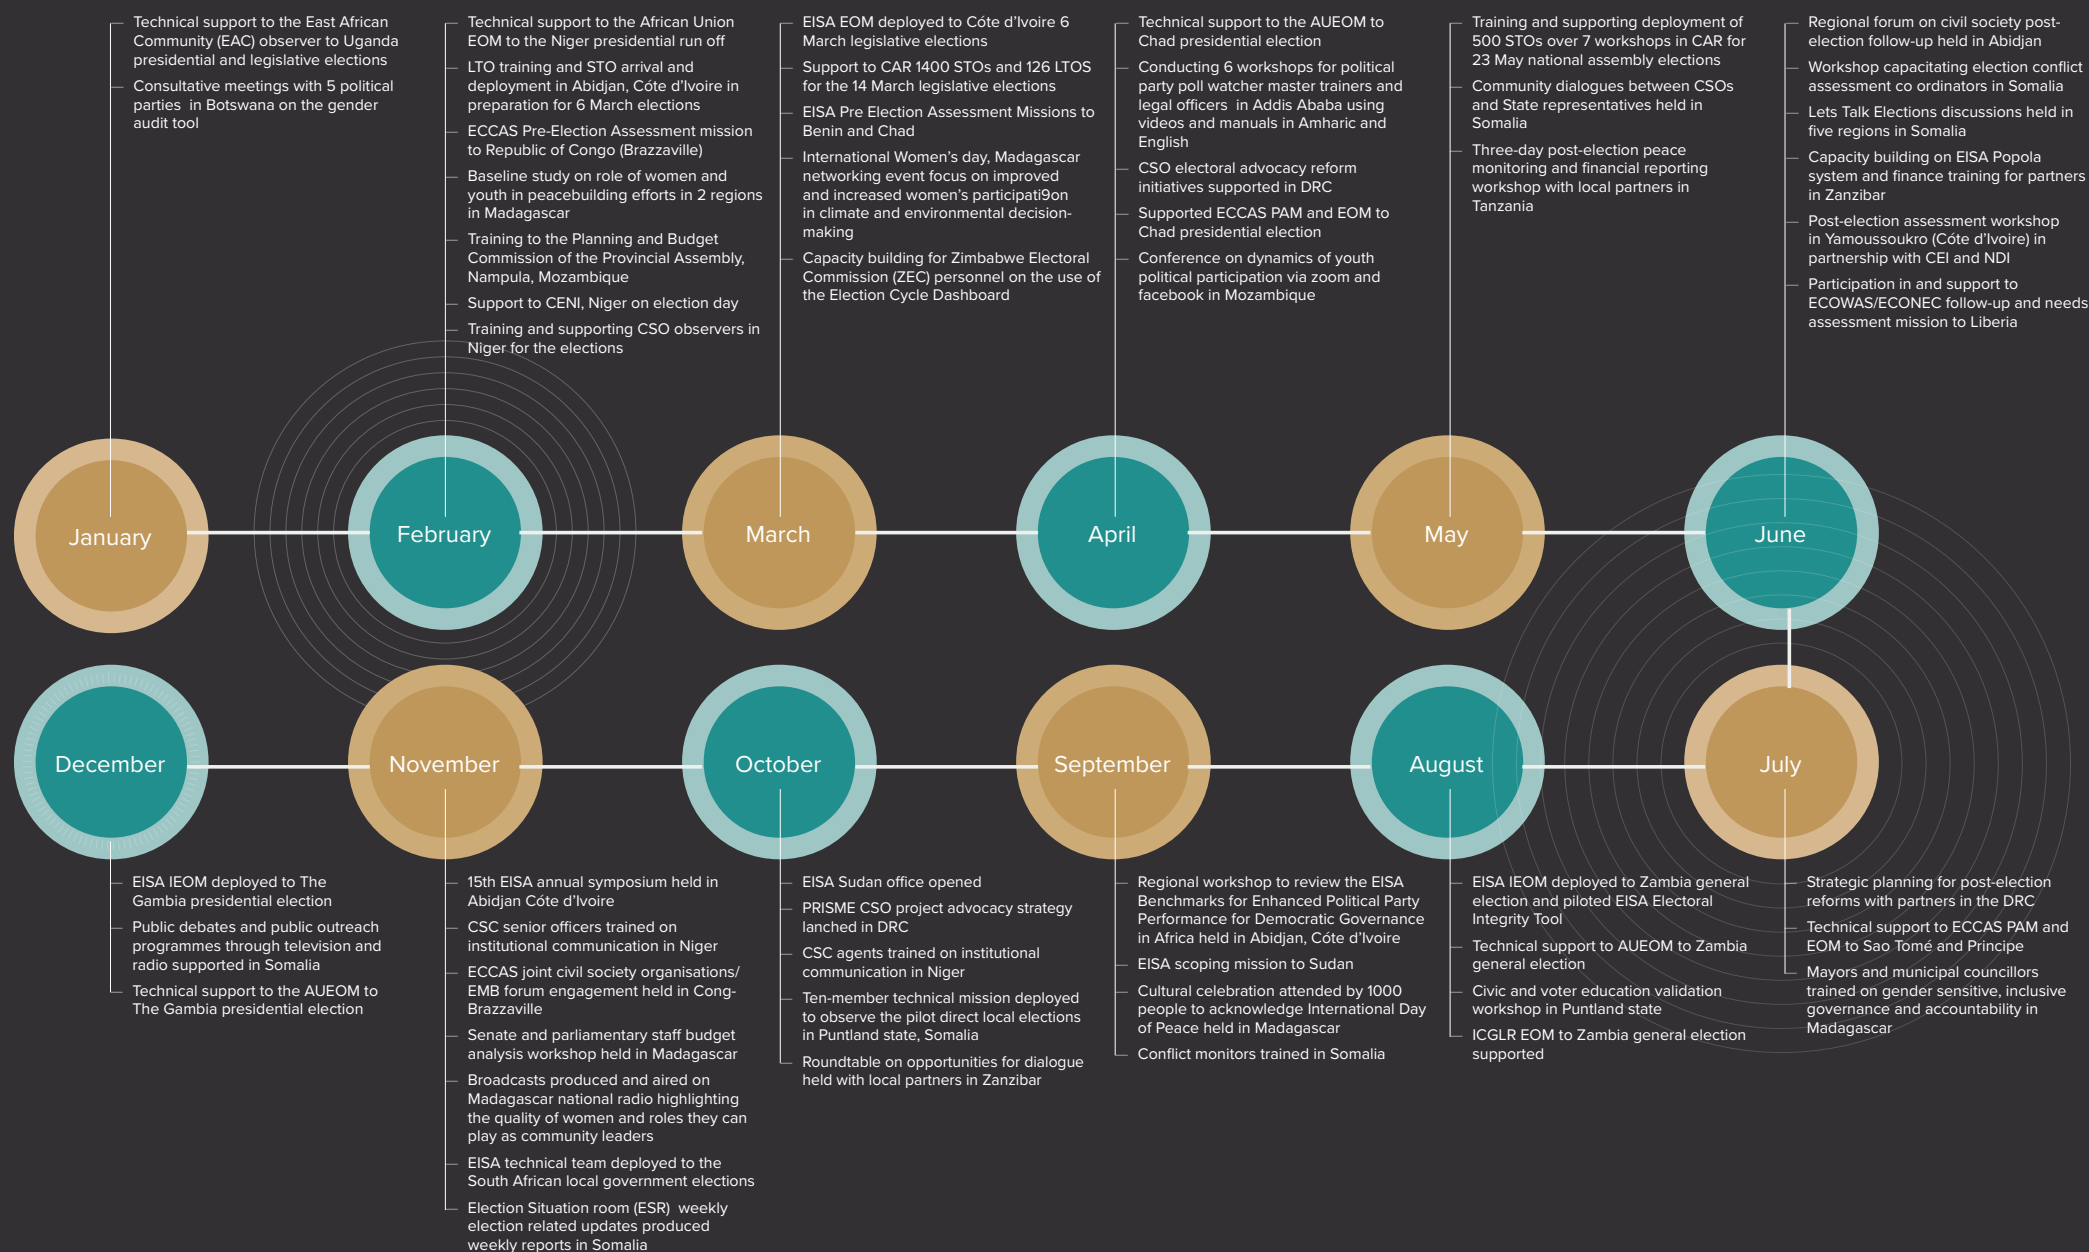 Technical support to the East African
Community (EAC) observer to Uganda
presidential and legislative elections
Consultative meetings with 5 political
parties in Botswana on the gender
audit tool
Technical support to the African Union
EOM to the Niger presidential run off
LTO training and STO arrival and
deployment in Abidjan, Cóte d'Ivoire in
preparation for 6 March elections
ECCAS Pre-Election Assessment mission
to Republic of Congo (Brazzaville)
Baseline study on role of women and
youth in peacebuilding efforts in 2 regions
in Madagascar
Training to the Planning and Budget
Commission of the Provincial Assembly,
Nampula, Mozambique
Support to CENI, Niger on election day
Training and supporting CSO observers in
Niger for the elections
EISA EOM deployed to Cóte d'Ivoire 6
March legislative elections
Support to CAR 1400 STOs and 126 LTOS
for the 14 March legislative elections
EISA Pre Election Assessment Missions to
Benin and Chad
International Women's day, Madagascar
networking event focus on improved
and increased women's participati9on
in climate and environmental decision-
making
Capacity building for Zimbabwe Electoral
Commission (ZEC) personnel on the use of
the Election Cycle Dashboard
Technical support to the AUEOM to
Chad presidential election
Conducting 6 workshops for political
party poll watcher master trainers and
legal officers in Addis Ababa using
videos and manuals in Amharic and
English
CSO electoral advocacy reform
initiatives supported in DRC
Supported ECCAS PAM and EOM to
Chad presidential election
Conference on dynamics of youth
political participation via zoom and
facebook in Mozambique
Training and supporting deployment of
500 STOs over 7 workshops in CAR for
23 May national assembly elections
Community dialogues between CSOs
and State representatives held in
Somalia
Three-day post-election peace
monitoring and financial reporting
workshop with local partners in
Tanzania
Regional forum on civil society post-
election follow-up held in Abidjan
Workshop capacitating election conflict
assessment co ordinators in Somalia
Lets Talk Elections discussions held in
five regions in Somalia
Capacity building on EISA Popola
system and finance training for partners
in Zanzibar
Post-election assessment workshop
in Yamoussoukro (Cóte d'Ivoire) in
partnership with CEI and NDI
Participation in and support to
ECOWAS/ECONEC follow-up and needs
assessment mission to Liberia
January
February
March
April
May
June
December
November
October
September
August
July
EISA IEOM deployed to The
Gambia presidential election
Public debates and public outreach
programmes through television and
radio supported in Somalia
Technical support to the AUEOM to
The Gambia presidential election
15th EISA annual symposium held in
Abidjan Côte d'Ivoire
CSC senior officers trained on
institutional communication in Niger
ECCAS joint civil society organisations/
EMB forum engagement held in Cong-
Brazzaville
Senate and parliamentary staff budget
analysis workshop held in Madagascar
Broadcasts produced and aired on
Madagascar national radio highlighting
the quality of women and roles they can
play as community leaders
EISA technical team deployed to the
South African local government elections
Election Situation room (ESR) weekly
election related updates produced
weekly reports in Somalia
EISA Sudan office opened
PRISME CSO project advocacy strategy
lanched in DRC
CSC agents trained on institutional
communication in Niger
Ten-member technical mission deployed
to observe the pilot direct local elections
in Puntland state, Somalia
Roundtable on opportunities for dialogue
held with local partners in Zanzibar
Regional workshop to review the EISA
Benchmarks for Enhanced Political Party
Performance for Democratic Governance
in Africa held in Abidjan, Cóte d'Ivoire
EISA scoping mission to Sudan
Cultural celebration attended by 1000
people to acknowledge International Day
of Peace held in Madagascar
Conflict monitors trained in Somalia
EISA IEOM deployed to Zambia general
election and piloted EISA Electoral
Integrity Tool
Technical support to AUEOM to Zambia
general election
Civic and voter education validation
workshop in Puntland state
ICGLR EOM to Zambia general election
supported
Strategic planning for post-election
reforms with partners in the DRC
Technical support to ECCAS PAM and
EOM to Sao Tomé and Principe
Mayors and municipal councillors
trained on gender sensitive, inclusive
governance and accountability in
Madagascar